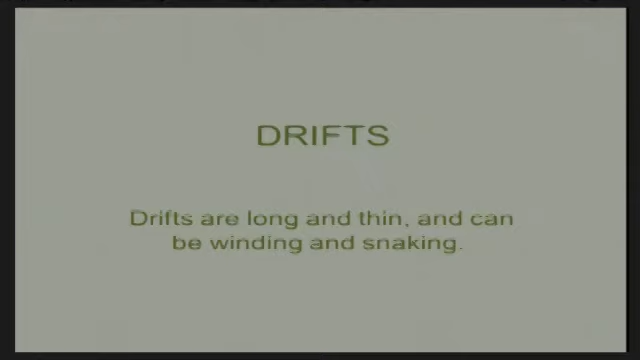 DRIFTS
Drifts are long and thin, and can
be winding and snaking.